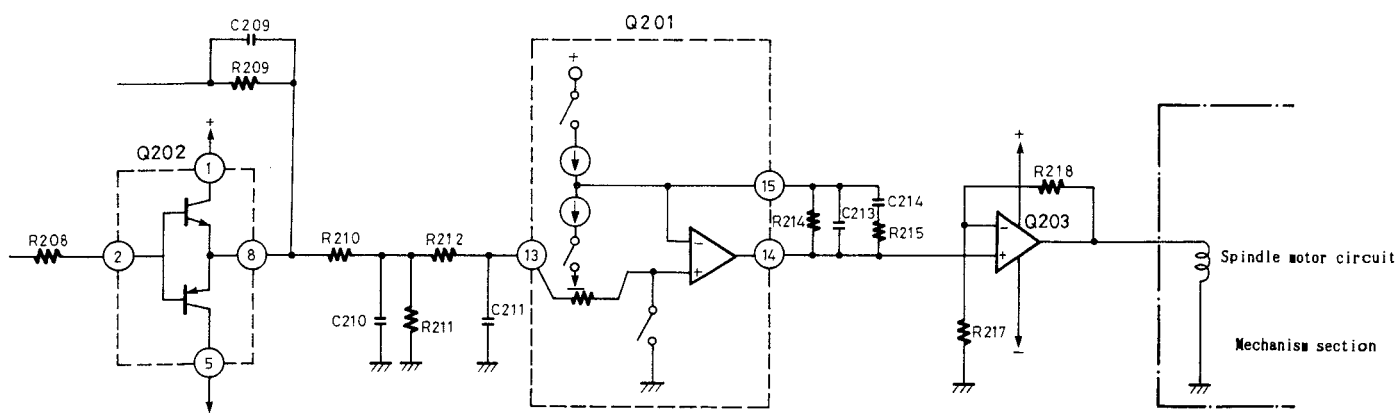 C209
R209
Q201
+
+
Q202
1
R208
2
8
R210
R212
13
C210
R211
C211
5
15
14
−
+
R214
C213
C214
R215
+
R218
Q203
−
+
R217
−
Spindle motor circuit
Mechanism section